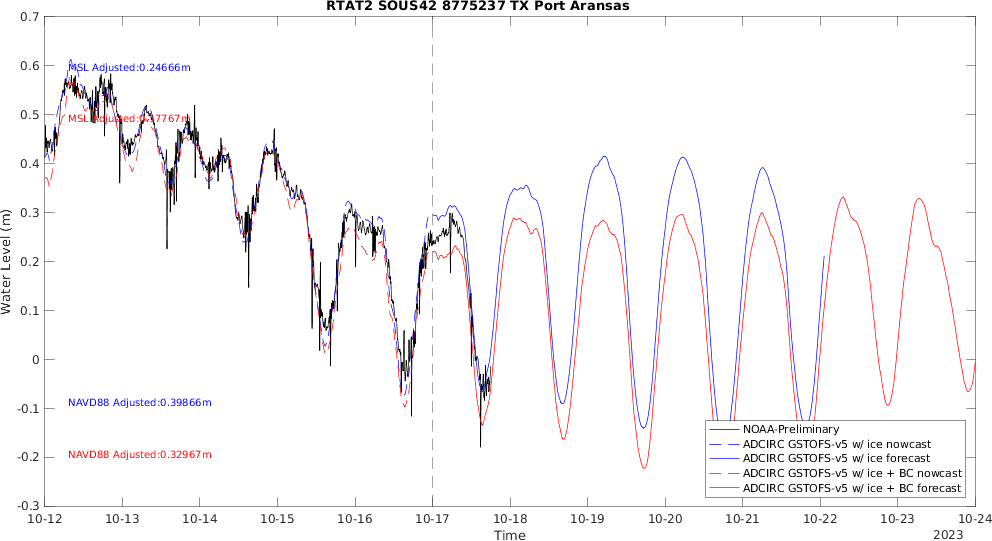 RTAT2 SOUS42 8775237 TX Port Aransas
0.7
0.6
0.5
0.4
0.3
0.2
0.1
0
-0.1
-0.2
-0.3
Water Level (m)
MSL Adjusted:0.24666m
MSL Adjusted:0.17767m
NAVD88 Adjusted:0.39866m
NAVD88 Adjusted:0.32967m
NOAA-Preliminary
ADCIRC GSTOFS-v5 w/ ice nowcast
ADCIRC GSTOFS-v5 w/ ice forecast
ADCIRC GSTOFS-v5 w/ ice + BC nowcast
ADCIRC GSTOFS-v5 w/ ice + BC forecast
10-12 10-13 10-14 10-15 10-16 10-17 10-18 10-19 10-20 10-21 10-22 10-23 10-24
Time
2023